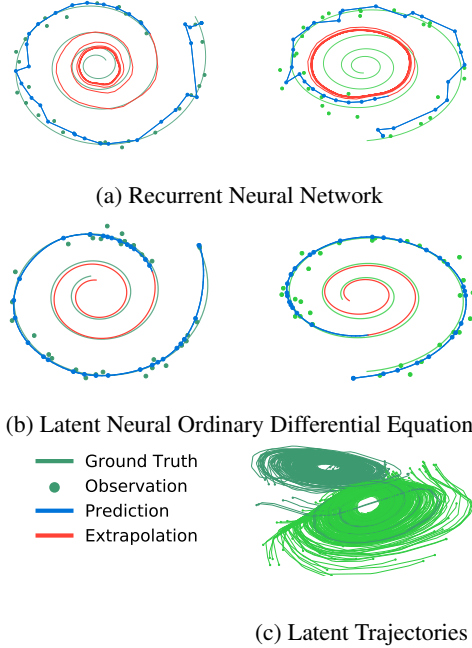 (a) Recurrent Neural Network
(b) Latent Neural Ordinary Differential Equation
Ground Truth
Observation
Prediction
Extrapolation
(c) Latent Trajectories